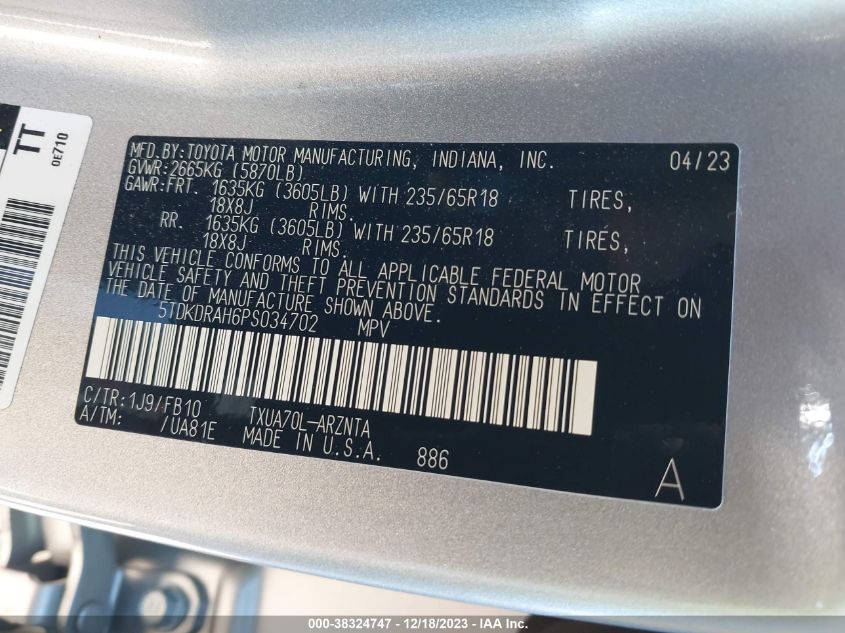 TT
0E710
MFD.BY:TOYOTA MOTOR MANUFACTURING, INDIANA, INC. 04/23
GVWR:2665KG (5870LB)
GAWR:FRT. 1635KG (3605LB) WITH 235/65R18 TIRES,
18X8J RIMS.
RR. 1635KG (3605LB) WITH 235/65R18 TIRES,
18X8J RIMS.
THIS VEHICLE CONFORMS TO ALL APPLICABLE FEDERAL MOTOR
VEHICLE SAFETY AND THEFT PREVENTION STANDARDS IN EFFECT ON
THE DATE OF MANUFACTURE SHOWN ABOVE.
5TDKDRAH6PS034702 MPV
C/TR:1J9/FB10 TXUA70L-ARZNTA
A/TM: /UA81E MADE IN U.S.A. 886
A
000-38324747 - 12/18/2023 - IAA Inc.